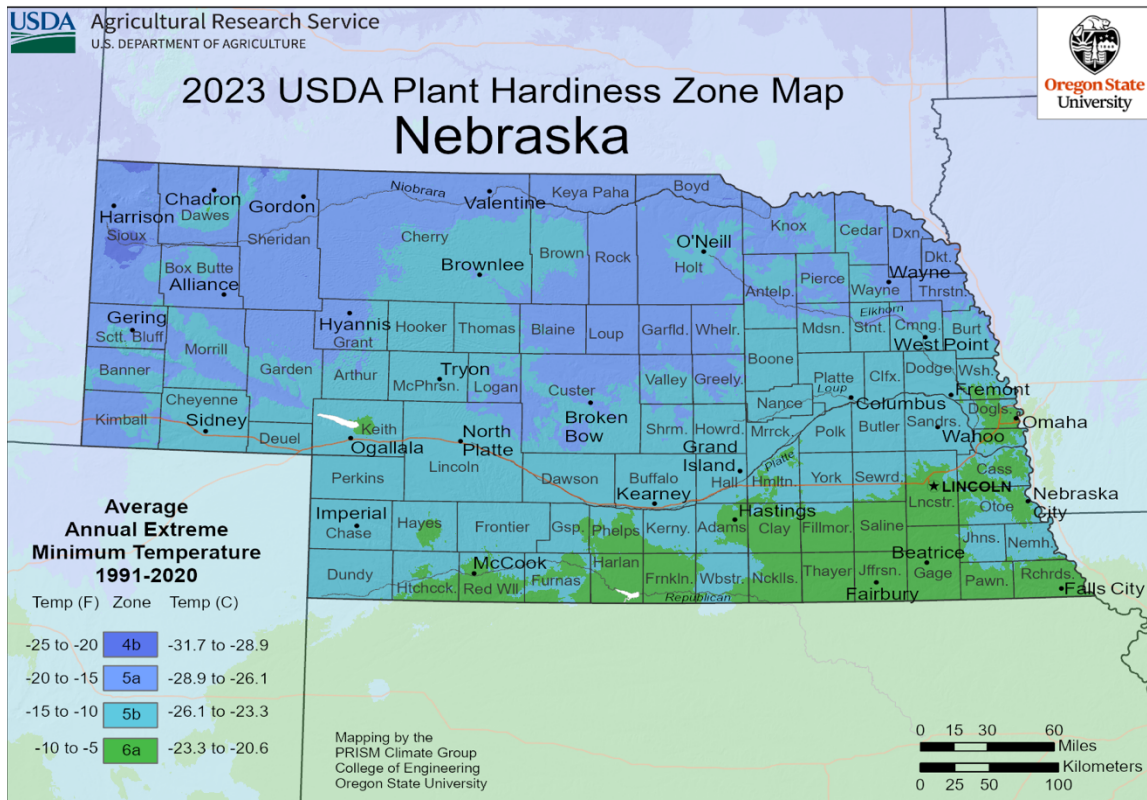 USDA
Agricultural Research Service
U.S. DEPARTMENT OF AGRICULTURE
Oregon State
University
2023 USDA Plant Hardiness Zone Map
Nebraska
Niobrara
Keya Paha
Boyd
Chadron
Dawes
Gordon
Valentine
Harrison
Sioux
Sheridan
Cherry
Brown
Rock
O'Neill
Holt
Knox
Cedar
Dxn.
Dkt.
Brownlee
Box Butte
Alliance
Antelp.
Pierce
Wayne
Wayne
Thrstn.
Elkhorn
Gering
Sctt. Bluff
Morrill
Hyannis
Grant
Hooker
Thomas
Blaine
Loup
Garfld.
Whelr.
Mdsn.
Stnt.
Cmng.
Burt
West Point
Boone
Banner
Garden
Arthur
Tryon
McPhrsn.
Logan
Custer
Valley
Greely.
Platte
Clfx.
Dodge
Wsh.
Fremont
Loup
Nance
Columbus
Cheyenne
Kimball
Sidney
Deuel
Keith
Ogallala
North
Platte
Lincoln
Broken
Bow
Shrm.
Howrd.
Mrrck.
Polk
Butler
Sandrs.
Wahoo
Dogls.
Omaha
Grand
Island
Hall
Platte
Perkins
Dawson
Buffalo
Kearney
Hmltn.
York
Sewrd.
LINCOLN
Lncstr.
Cass
Nebraska
City
Otoe
Imperial
Chase
Hayes
Frontier
Gsp.
Phelps
Kerny.
Adams
Hastings
Clay
Fillmor.
Saline
Jhns.
Nemh.
Dundy
Htchcck.
McCook
Red Wll.
Furnas
Harlan
Frnkln.
Wbstr.
Republican
Ncklls.
Thayer
Jffrsn.
Fairbury
Beatrice
Gage
Pawn.
Rchrds.
Falls City
Average
Annual Extreme
Minimum Temperature
1991-2020
Temp (F) Zone Temp (C)
-25 to -20 4b -31.7 to -28.9
-20 to -15 5a -28.9 to -26.1
-15 to -10 5b -26.1 to -23.3
-10 to -5 6a -23.3 to -20.6
Mapping by the
PRISM Climate Group
College of Engineering
Oregon State University
0 15 30 60
Miles
Kilometers
0 25 50 100